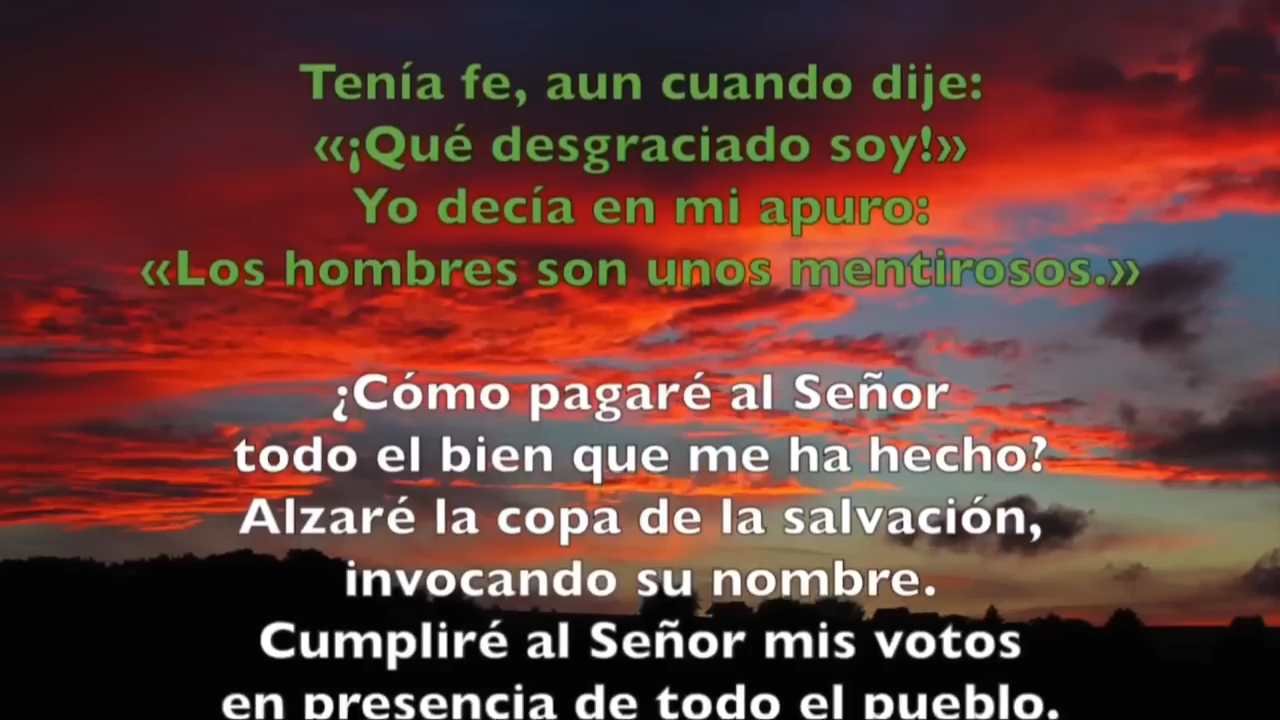 Tenía fe, aun cuando dije:
«¡Qué desgraciado soy!»
Yo decía en mi apuro:
«Los hombres son unos mentirosos.»
¿Cómo pagaré al Señor
todo el bien que me ha hecho?
Alzaré la copa de la salvación,
invocando su nombre.
Cumpliré al Señor mis votos
en presencia de todo el pueblo.